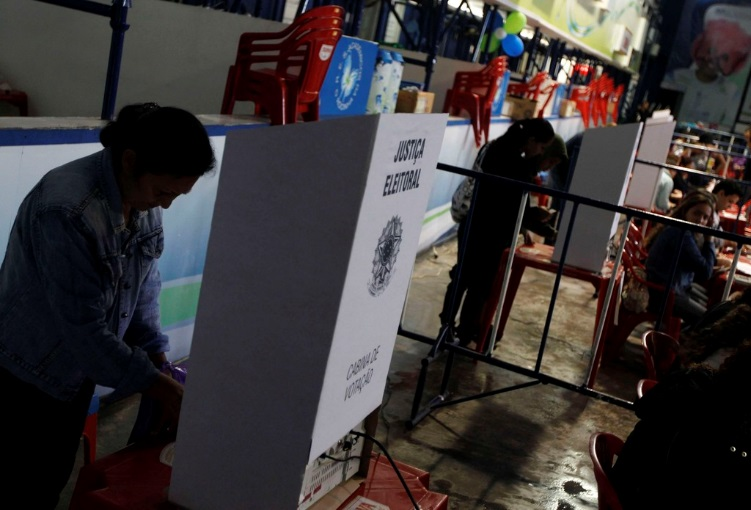 JUSTIÇA
ELEITORAL
CABINA DE
VOTAÇÃO